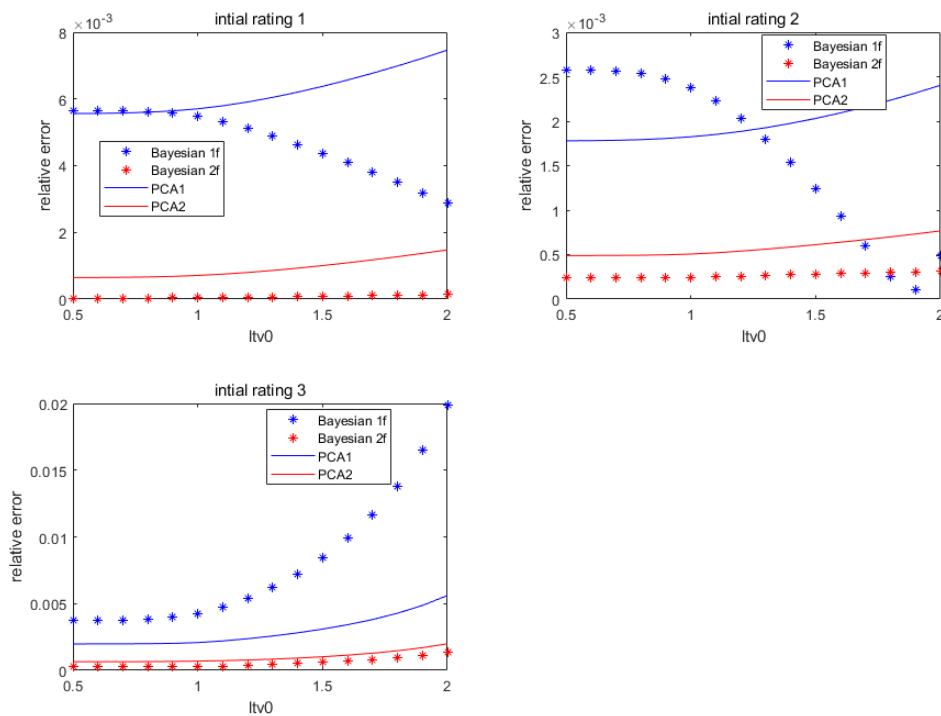 intial rating 1
×10⁻³
8
6
4
2
0
relative error
Bayesian 1f
Bayesian 2f
PCA1
PCA2
0.5 1 1.5 2
ltv0
intial rating 2
×10⁻³
3
2.5
2
1.5
1
0.5
0
relative error
Bayesian 1f
Bayesian 2f
PCA1
PCA2
0.5 1 1.5 2
ltv0
intial rating 3
0.02
0.015
0.01
0.005
0
relative error
Bayesian 1f
Bayesian 2f
PCA1
PCA2
0.5 1 1.5 2
ltv0